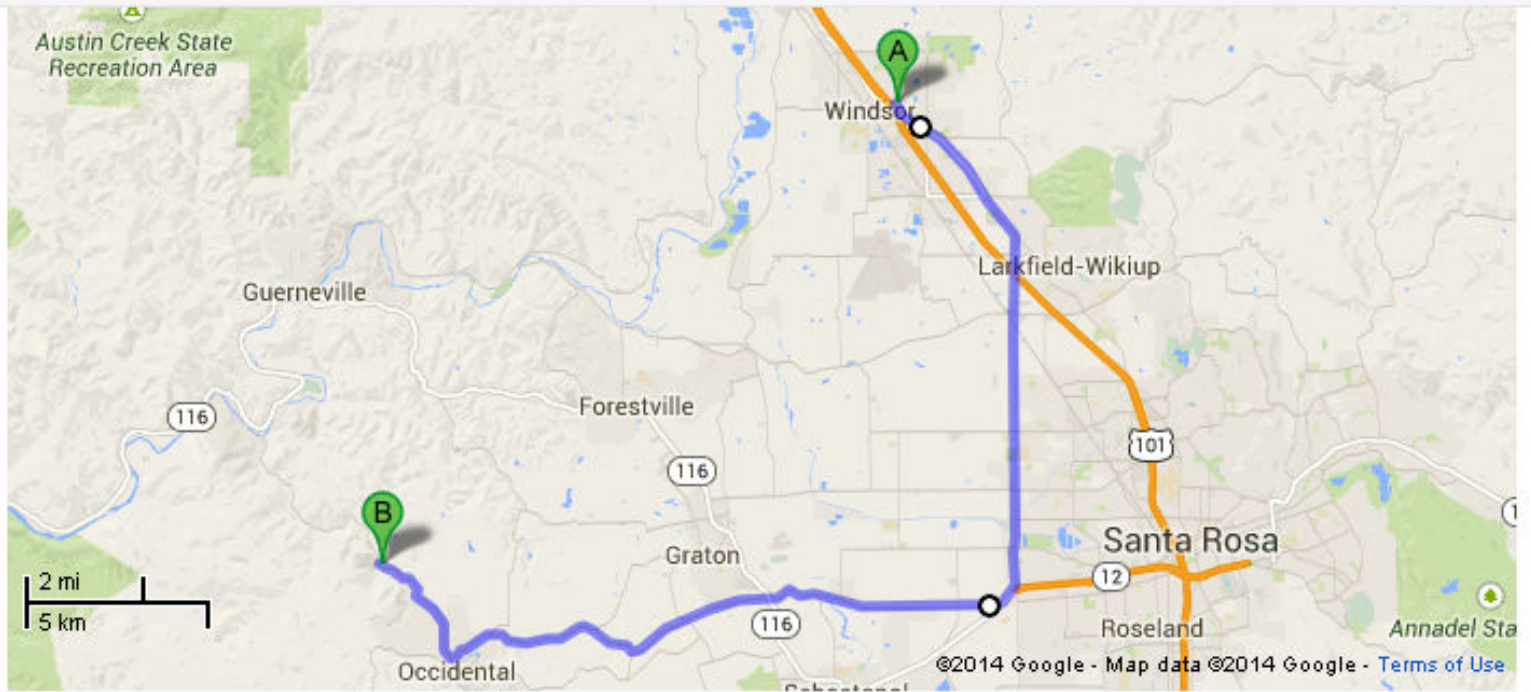 Austin Creek State
Recreation Area
A
Windsor
Larkfield-Wikiup
Guerneville
Forestville
116
101
116
B
Graton
Santa Rosa
12
2 mi
5 km
116
Roseland
Annadel Sta
Occidental
©2014 Google - Map data ©2014 Google - Terms of Use